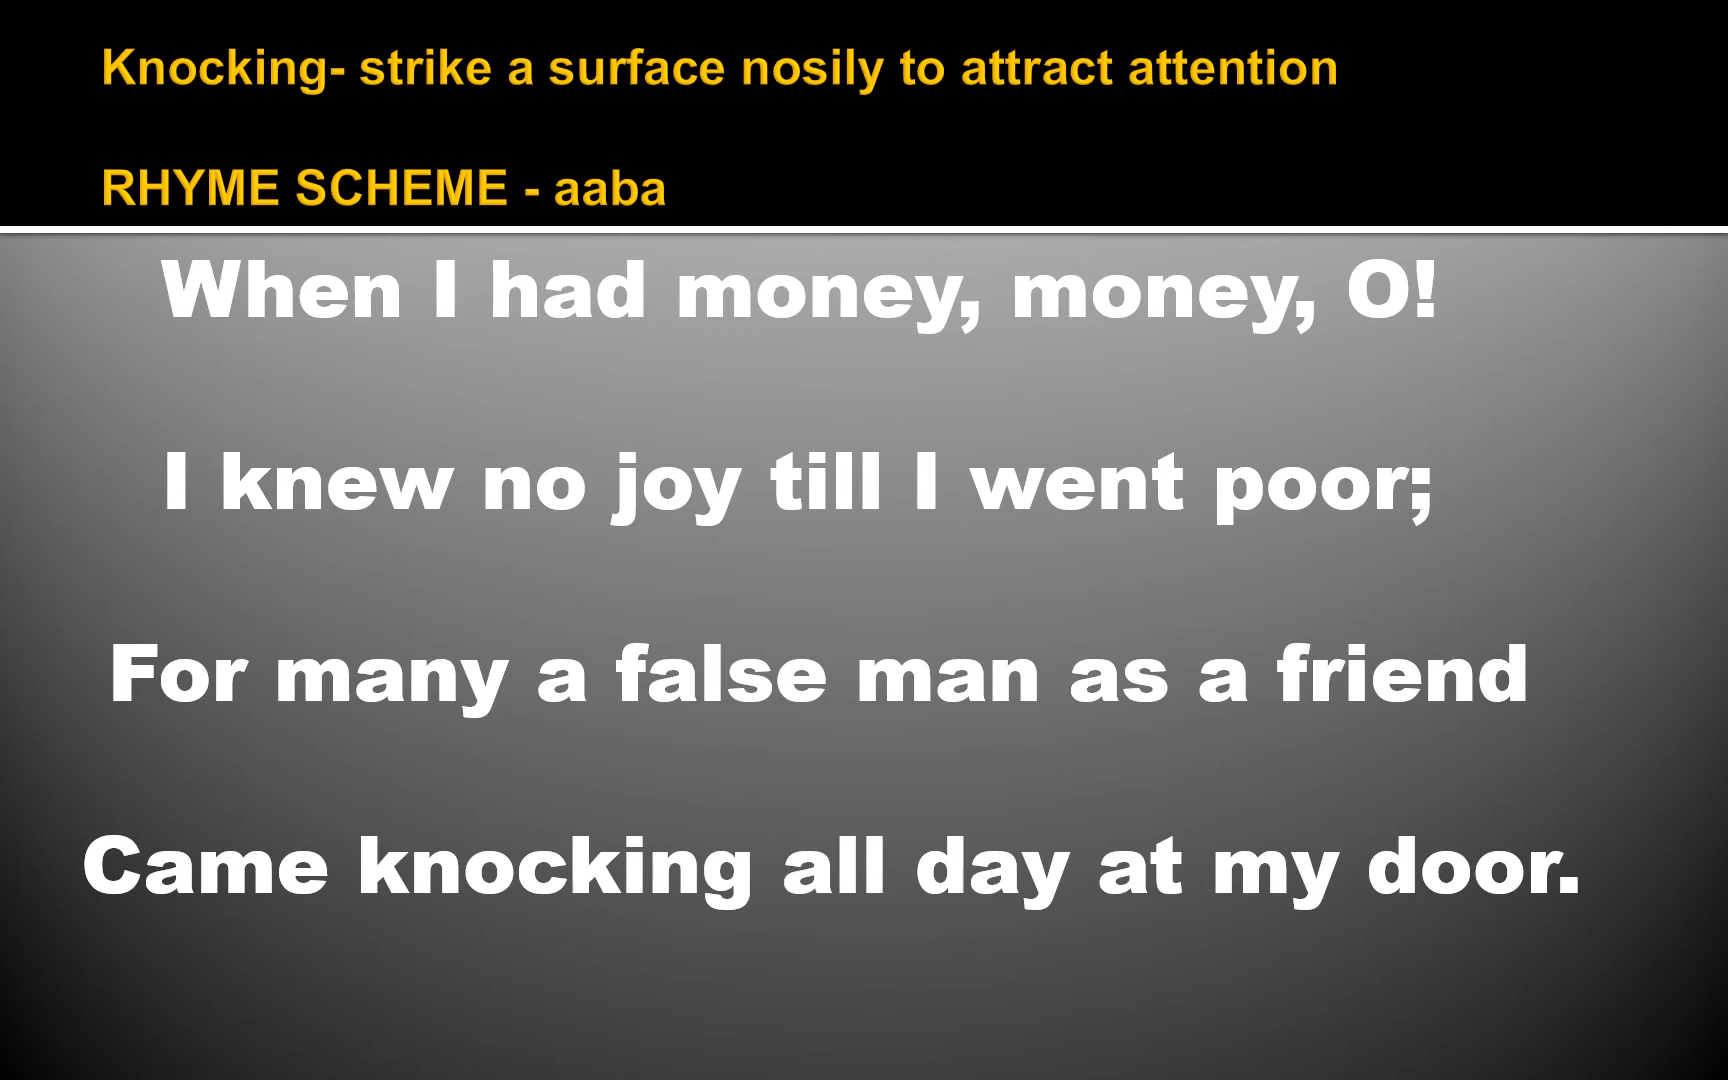 Knocking- strike a surface nosily to attract attention
RHYME SCHEME - aaba
When I had money, money, O!
I knew no joy till I went poor;
For many a false man as a friend
Came knocking all day at my door.